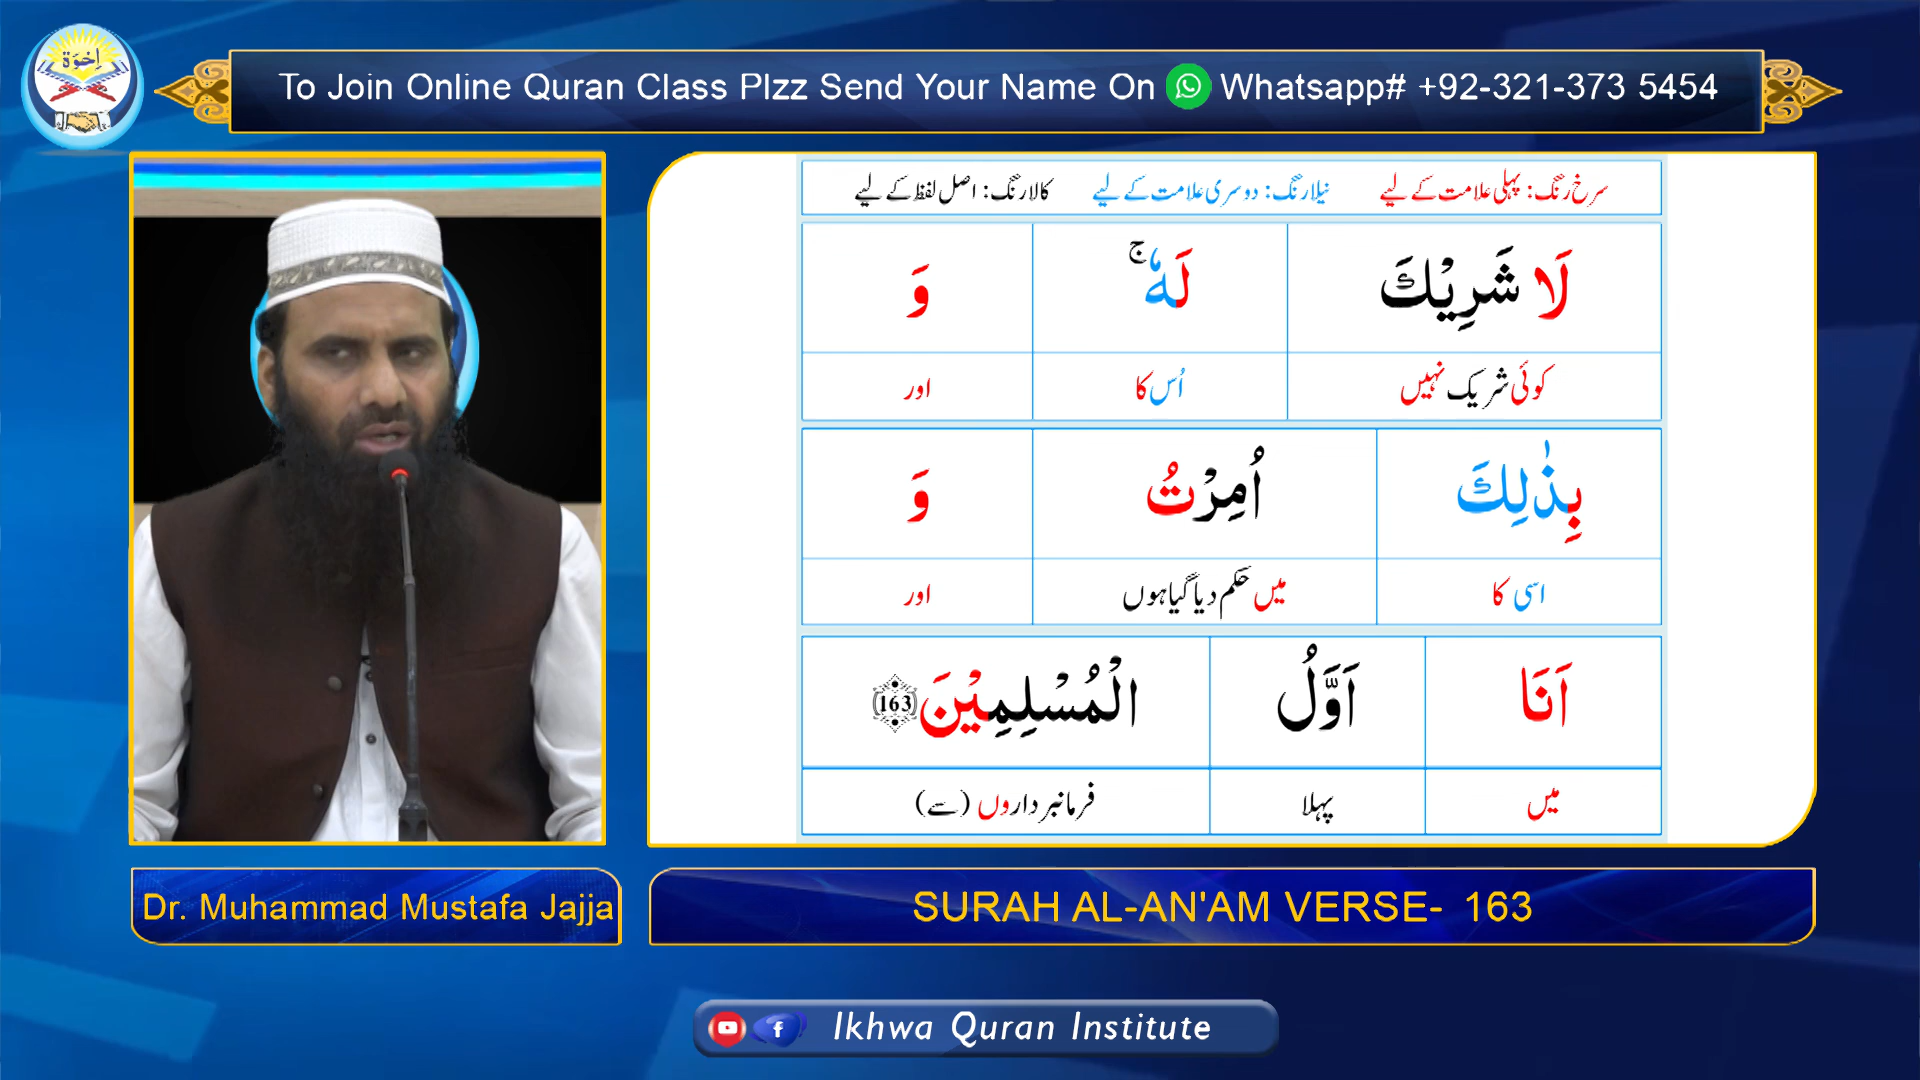 اِخْوَة
To Join Online Quran Class Plzz Send Your Name On Whatsapp# +92-321-373 5454
سرخ رنگ: پہلی علامت کے لیے نیلا رنگ: دوسری علامت کے لیے کالا رنگ: اصل لفظ کے لیے
لَا شَرِيْكَ لَهٗ ۚ وَ
کوئی شریک نہیں اُس کا اور
بِذٰلِكَ اُمِرْتُ وَ
اسی کا میں حکم دیا گیا ہوں اور
اَنَا اَوَّلُ الْمُسْلِمِيْنَ 163
میں پہلا فرمانبرداروں (سے)
Dr. Muhammad Mustafa Jajja
SURAH AL-AN'AM VERSE- 163
Ikhwa Quran Institute